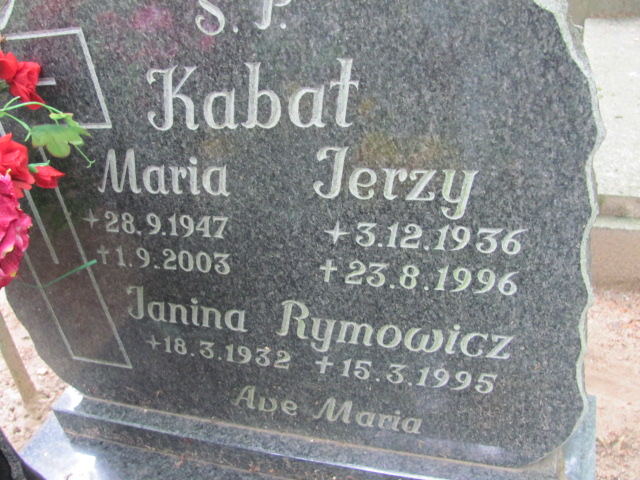 Ś. P.
Kabat
Maria Jerzy
+28.9.1947 +3.12.1936
+1.9.2003 +23.8.1996
Janina Rymowicz
+18.3.1932 +15.3.1995
Ave Maria